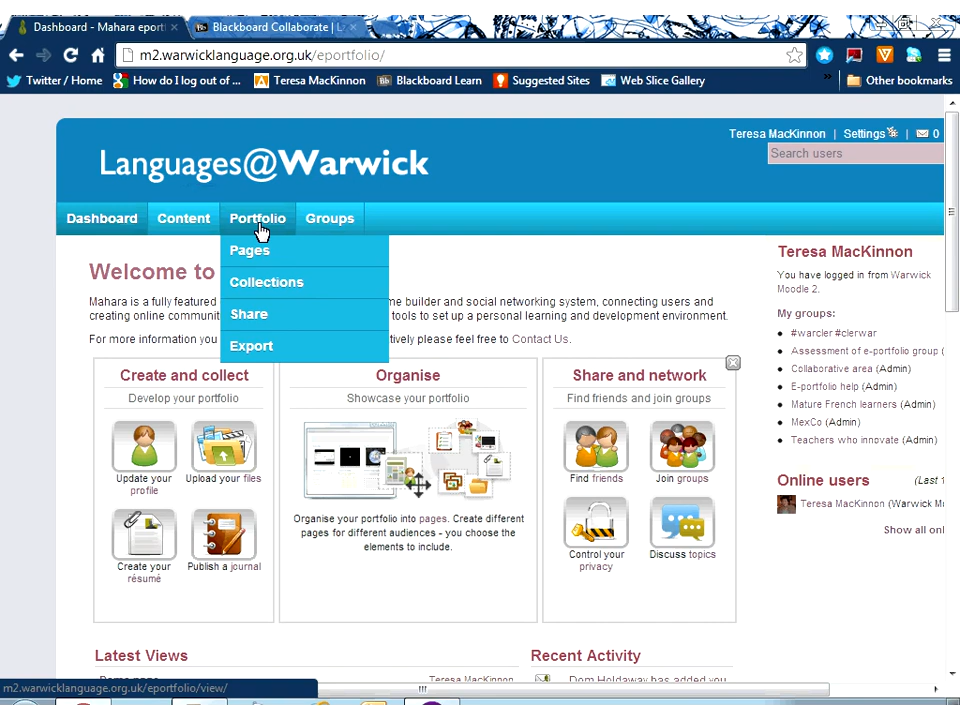 Dashboard - Mahara eportf
Blackboard Collaborate | L
m2.warwicklanguage.org.uk/eportfolio/
Twitter / Home
How do I log out of ...
Teresa MacKinnon
Blackboard Learn
Suggested Sites
Web Slice Gallery
Other bookmarks
Teresa MacKinnon | Settings | 0
Search users
Languages@Warwick
Dashboard Content Portfolio Groups
Pages
Collections
Share
Export
Welcome to
Mahara is a fully featured
me builder and social networking system, connecting users and
creating online communit
tools to set up a personal learning and development environment.
For more information you
tively please feel free to Contact Us.
Create and collect
Develop your portfolio
Update your profile
Upload your files
Create your résumé
Publish a journal
Organise
Showcase your portfolio
Organise your portfolio into pages. Create different
pages for different audiences - you choose the
elements to include.
Share and network
Find friends and join groups
Find friends
Join groups
Control your privacy
Discuss topics
Teresa MacKinnon
You have logged in from Warwick
Moodle 2.
My groups:
#warcler #clerwar
Assessment of e-portfolio group (
Collaborative area (Admin)
E-portfolio help (Admin)
Mature French learners (Admin)
MexCo (Admin)
Teachers who innovate (Admin)
Online users (Last 1
Teresa MacKinnon (Warwick Mo
Show all onl
Latest Views
Teresa MacKinnon
Recent Activity
Dom Holdaway has added you
m2.warwicklanguage.org.uk/eportfolio/view/